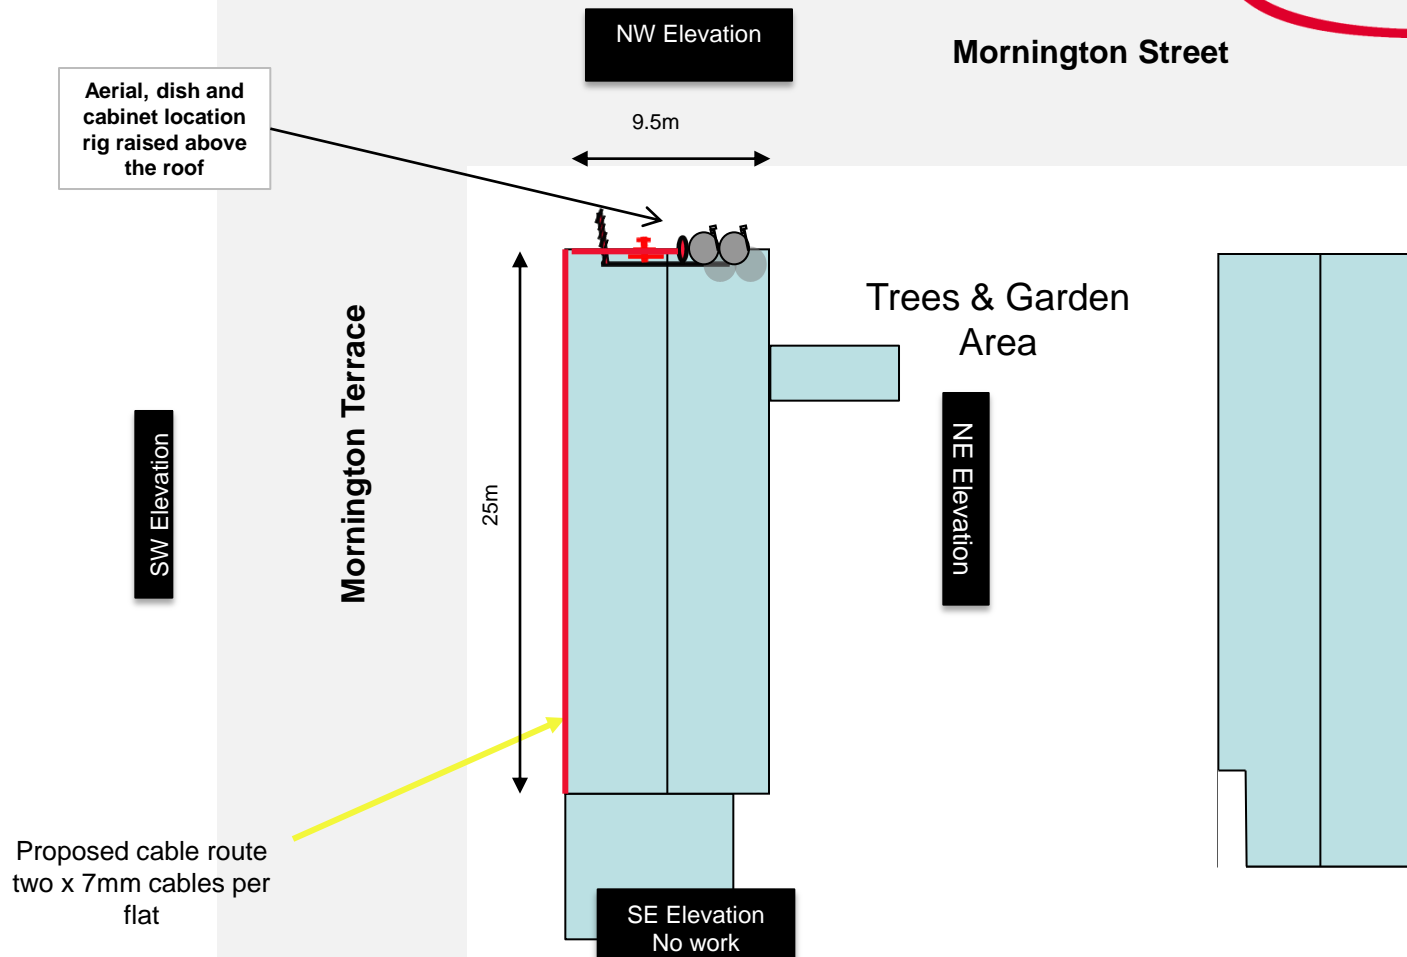 NW Elevation
Mornington Street
Aerial, dish and
cabinet location
rig raised above
the roof
9.5m
Trees & Garden
Area
Mornington Terrace
SW Elevation
25m
NE Elevation
Proposed cable route
two x 7mm cables per
flat
SE Elevation
No work